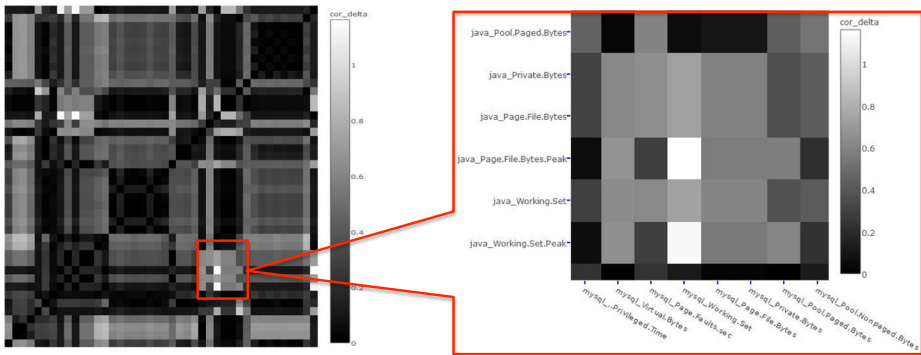 cor_delta
1
0.8
0.6
0.4
0.2
0
cor_delta
1
0.8
0.6
0.4
0.2
0
java_Pool.Paged.Bytes
java_Private.Bytes
java_Page.File.Bytes
java_Page.File.Bytes.Peak
java_Working.Set
java_Working.Set.Peak
mysql_..Privileged.Time
mysql_Virtual.Bytes
mysql_Page.Faults.sec
mysql_Working.Set
mysql_Page.File.Bytes
mysql_Private.Bytes
mysql_Pool.Paged.Bytes
mysql_Pool.Nonpaged.Bytes